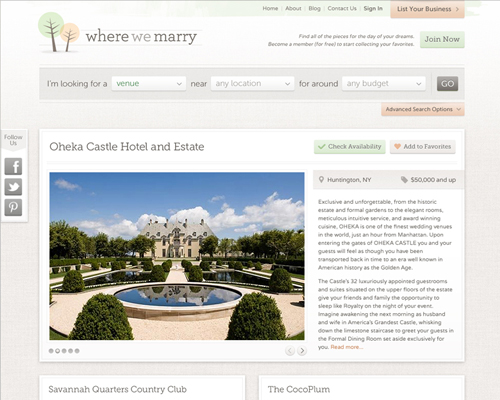 Home | Blog | About Us | Contact Us | Sign In
List Your Business
where we marry
Find all of the pieces for the day of your dreams.
Become a member (for free) to start collecting your favorites.
Join Now
I'm looking for a venue near any location for around any budget GO
Advanced Search Options
Follow
Us
Oheka Castle Hotel and Estate
Check Availability
Add to Favorites
Huntington, NY
$50,000 and up
Exclusive and unforgettable, from the historic
estate and formal gardens to the elegant rooms,
meticulous intuitive service, and award winning
cuisine, OHEKA is one of the finest wedding venues
in the world, just an hour from Manhattan. Upon
entering the gates of OHEKA CASTLE you and your
guests will feel as though you have been
transported back in time to an era well known in
American history as the Golden Age.
The Castle's 32 luxuriously appointed guestrooms
and suites situated on the upper floors of the estate
give your friends and family the opportunity to
sleep like Royalty on the night of your event.
Imagine awakening the next morning as husband
and wife in America's Grandest Castle, whisking
down the limestone staircase to greet your guests in
the Formal Dining Room set aside exclusively for
you. Read more...
Savannah Quarters Country Club
The CocoPlum